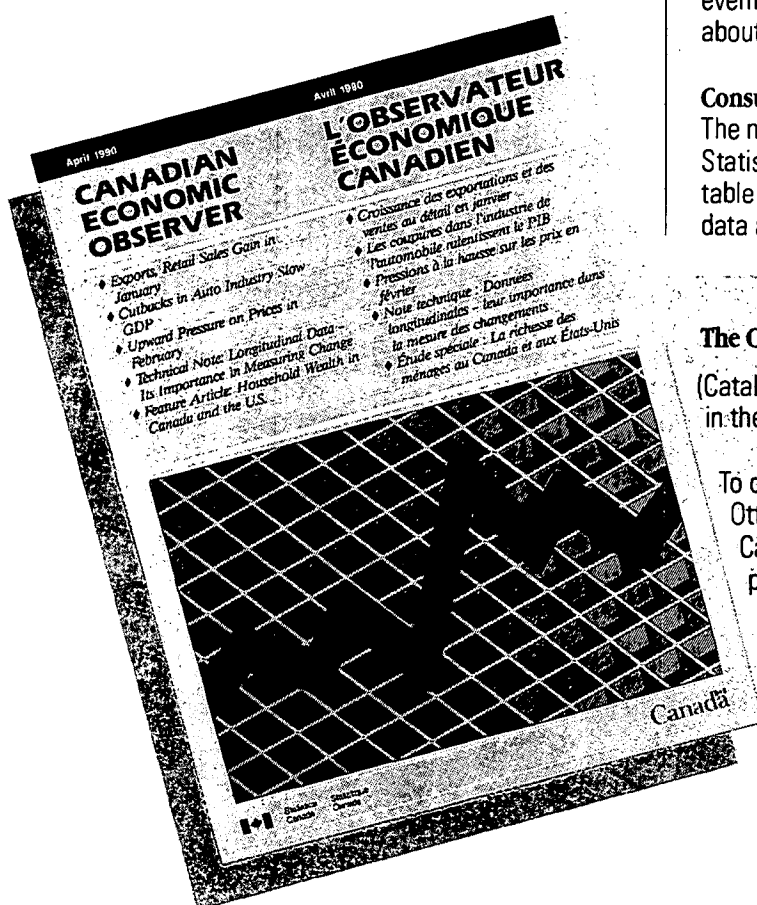 April 1990
Avril 1990
CANADIAN
ECONOMIC
OBSERVER
L'OBSERVATEUR
ÉCONOMIQUE
CANADIEN
♦ Exports, Retail Sales Gain in
January
♦ Cutbacks in Auto Industry Slow
GDP
♦ Upward Pressure on Prices in
February
♦ Technical Note: Longitudinal Data –
Its Importance in Measuring Change
♦ Feature Article: Household Wealth in
Canada and the U.S.
♦ Croissance des exportations et des
ventes au détail en janvier
♦ Les coupures dans l'industrie de
l'automobile ralentissent le PIB
♦ Pressions à la hausse sur les prix en
février
♦ Note technique : Données
longitudinales – leur importance dans
la mesure des changements
♦ Étude spéciale : La richesse des
ménages au Canada et aux États-Unis
Canada
Statistics
Canada
Statistique
Canada
about
Consu
The n
Statis
table
data a
The C
(Catal
in the
To o
Ott
Ca
p